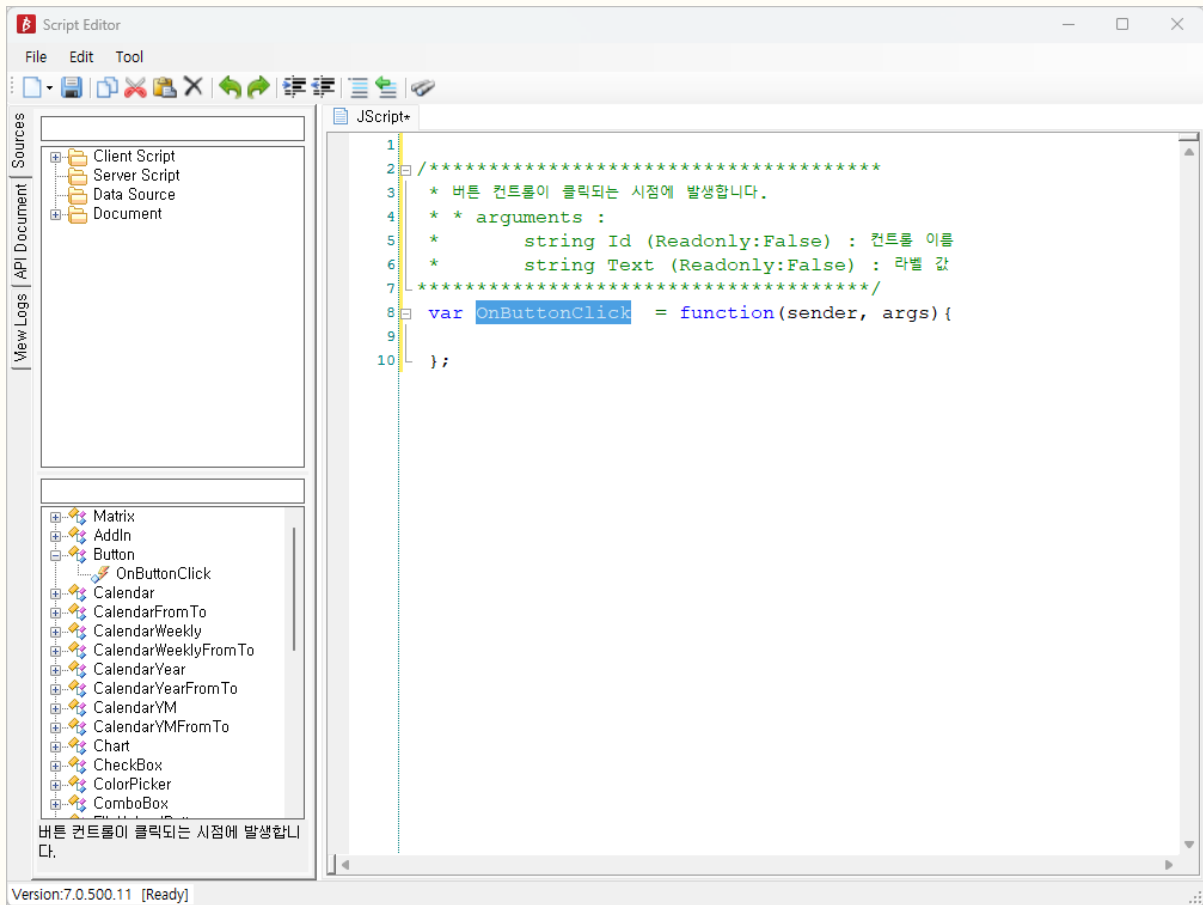 Script Editor
File Edit Tool
Sources
API Document
View Logs
Client Script
Server Script
Data Source
Document
Matrix
AddIn
Button
OnButtonClick
Calendar
CalendarFromTo
CalendarWeekly
CalendarWeeklyFromTo
CalendarYear
CalendarYearFromTo
CalendarYM
CalendarYMFromTo
Chart
CheckBox
ColorPicker
ComboBox
버튼 컨트롤이 클릭되는 시점에 발생합니
다.
JScript*
1
2 /**************************************
3 * 버튼 컨트롤이 클릭되는 시점에 발생합니다.
4 * * arguments :
5 * string Id (Readonly:False) : 컨트롤 이름
6 * string Text (Readonly:False) : 라벨 값
7 **************************************/
8 var OnButtonClick = function(sender, args){
9
10 };
Version:7.0.500.11 [Ready]